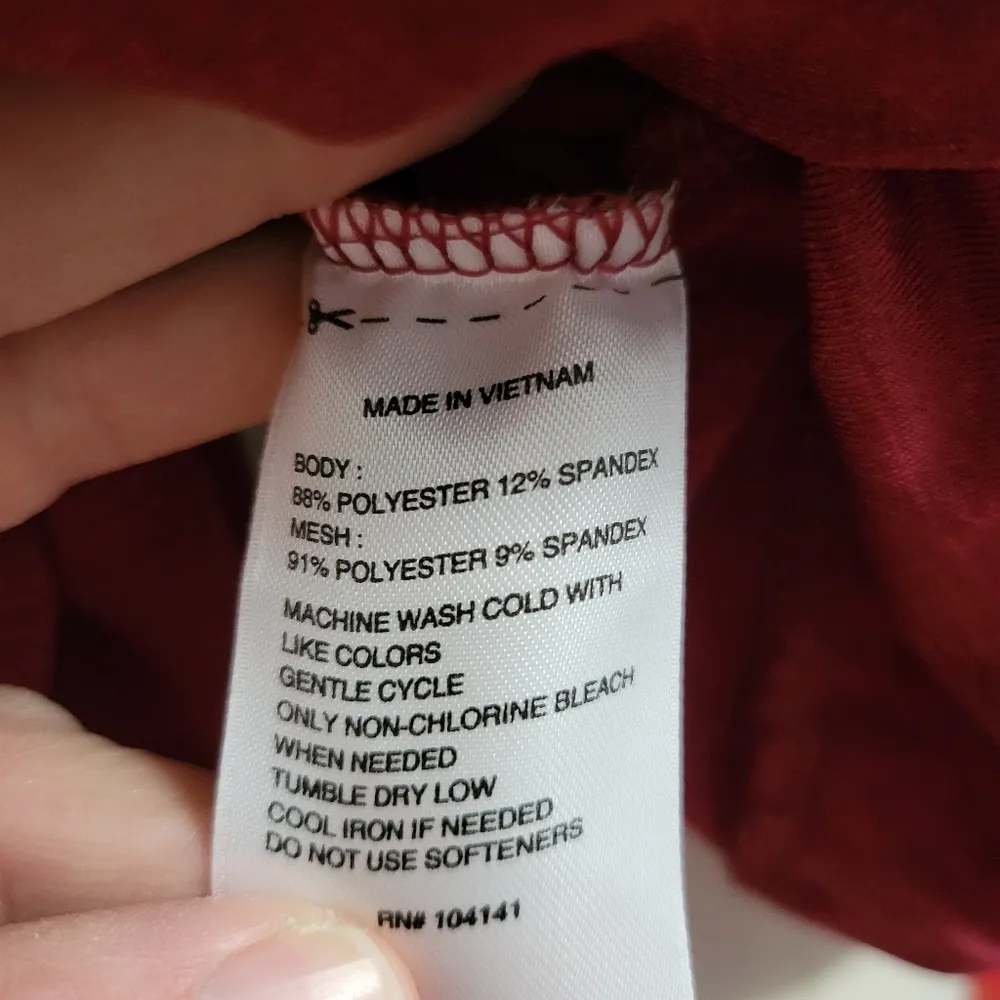 MADE IN VIETNAM
BODY :
88% POLYESTER 12% SPANDEX
MESH :
91% POLYESTER 9% SPANDEX
MACHINE WASH COLD WITH
LIKE COLORS
GENTLE CYCLE
ONLY NON-CHLORINE BLEACH
WHEN NEEDED
TUMBLE DRY LOW
COOL IRON IF NEEDED
DO NOT USE SOFTENERS
RN# 104141